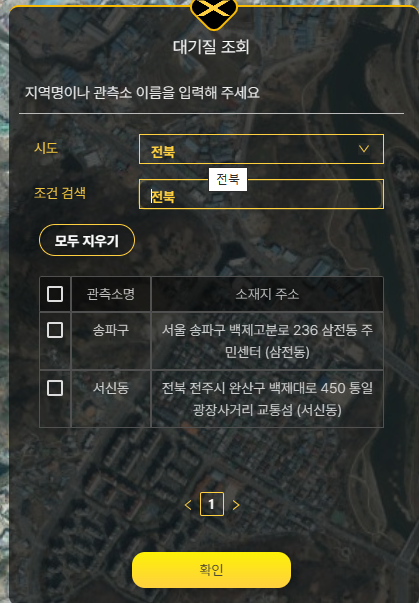 대기질 조회
지역명이나 관측소 이름을 입력해 주세요
시도
전북
전북
조건 검색
전북
모두 지우기
관측소명 소재지 주소
송파구 서울 송파구 백제고분로 236 삼전동 주
민센터 (삼전동)
서신동 전북 전주시 완산구 백제대로 450 통일
광장사거리 교통섬 (서신동)
< 1 >
확인